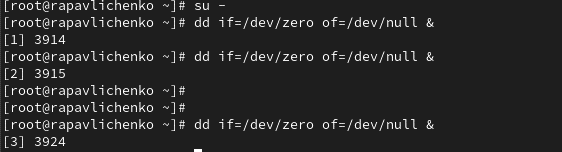 [root@rapavlichenko ~]# su -
[root@rapavlichenko ~]# dd if=/dev/zero of=/dev/null &
[1] 3914
[root@rapavlichenko ~]# dd if=/dev/zero of=/dev/null &
[2] 3915
[root@rapavlichenko ~]#
[root@rapavlichenko ~]#
[root@rapavlichenko ~]# dd if=/dev/zero of=/dev/null &
[3] 3924